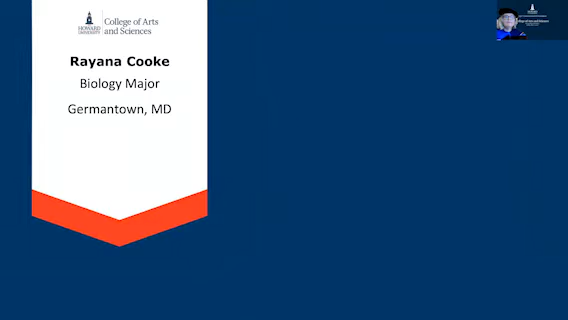 HOWARD
UNIVERSITY
College of Arts
and Sciences
Rayana Cooke
Biology Major
Germantown, MD